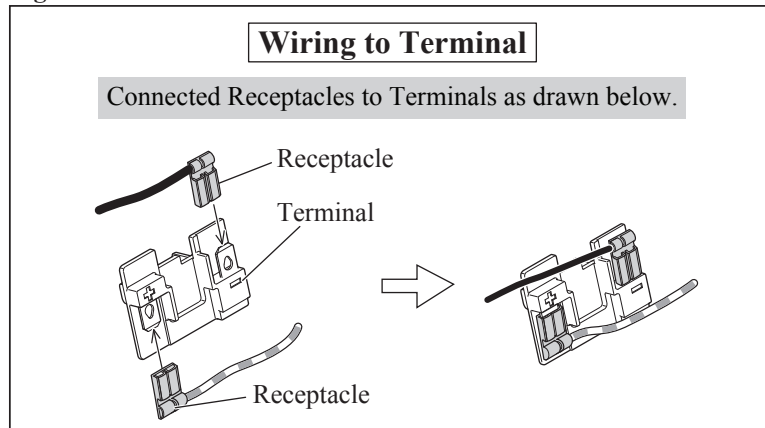 Wiring to Terminal
Connected Receptacles to Terminals as drawn below.
Receptacle
Terminal
Receptacle